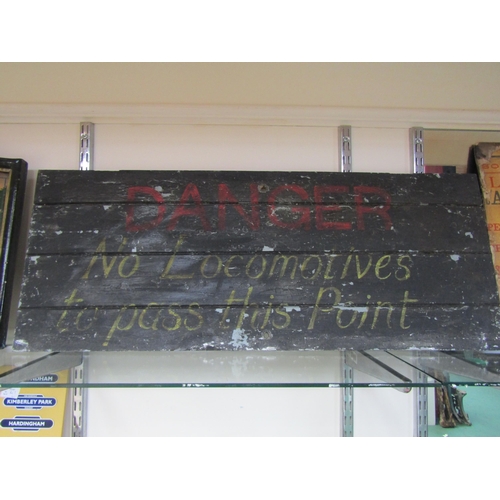 DANGER
No Locomotives
to pass this Point
KIMBERLEY PARK
HARDINGHAM